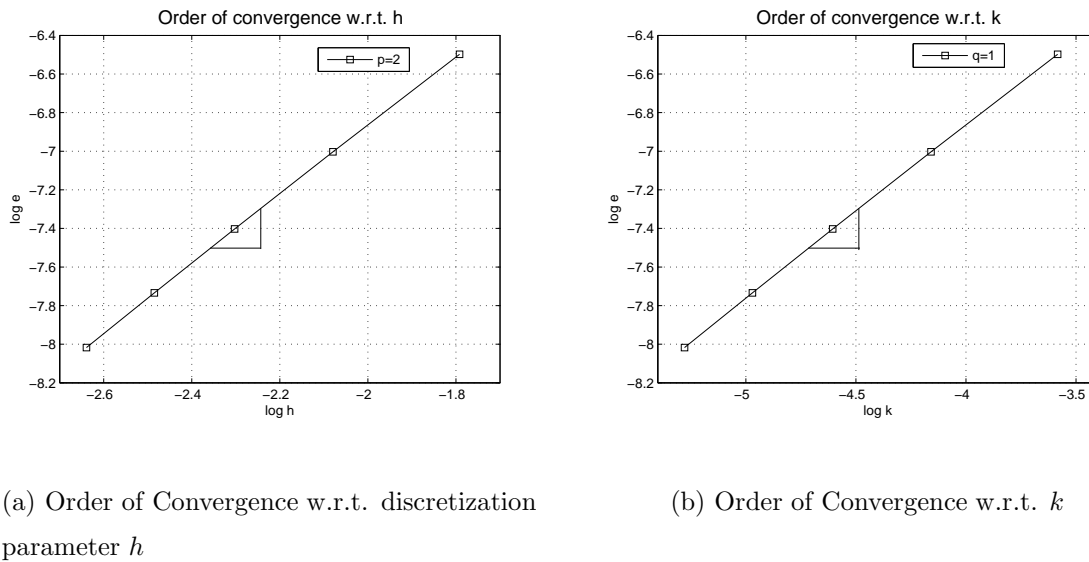 Order of convergence w.r.t. h
p=2
log e
−6.4
−6.6
−6.8
−7
−7.2
−7.4
−7.6
−7.8
−8
−8.2
−2.6
−2.4
−2.2
−2
−1.8
log h
Order of convergence w.r.t. k
q=1
log e
−6.4
−6.6
−6.8
−7
−7.2
−7.4
−7.6
−7.8
−8
−8.2
−5
−4.5
−4
−3.5
log k
(a) Order of Convergence w.r.t. discretization
parameter h
(b) Order of Convergence w.r.t. k